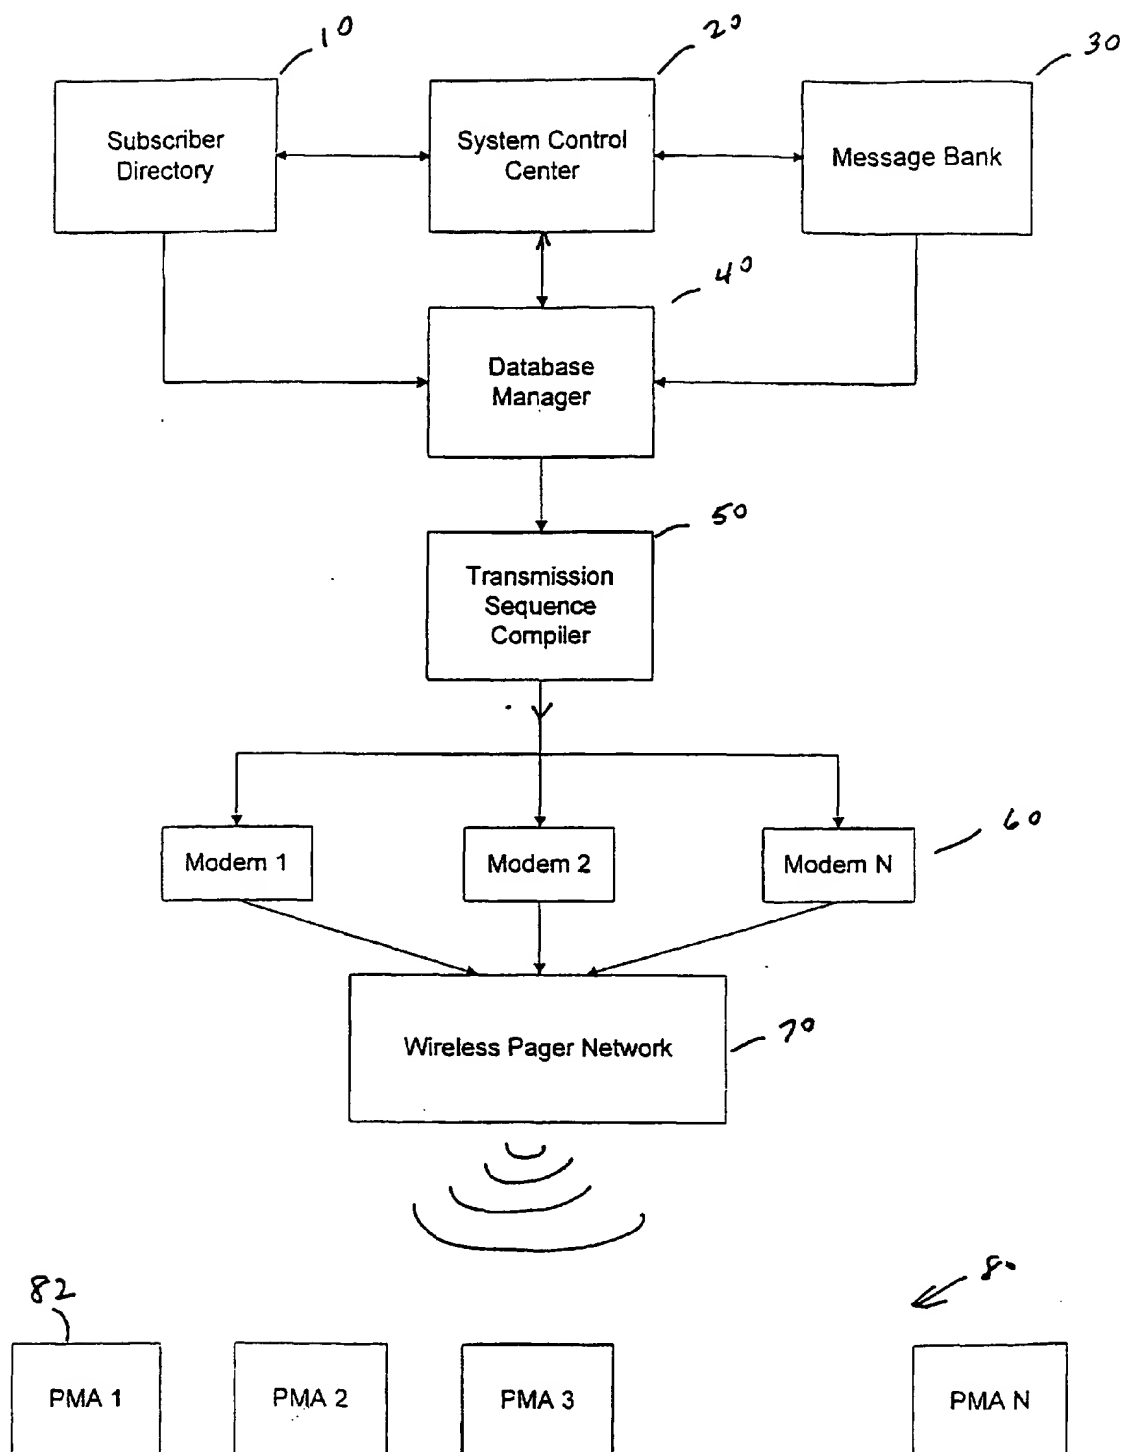 10
20
30
Subscriber
Directory
System Control
Center
Message Bank
40
Database
Manager
50
Transmission
Sequence
Compiler
60
Modem 1
Modem 2
Modem N
Wireless Pager Network
70
80
82
PMA 1
PMA 2
PMA 3
PMA N